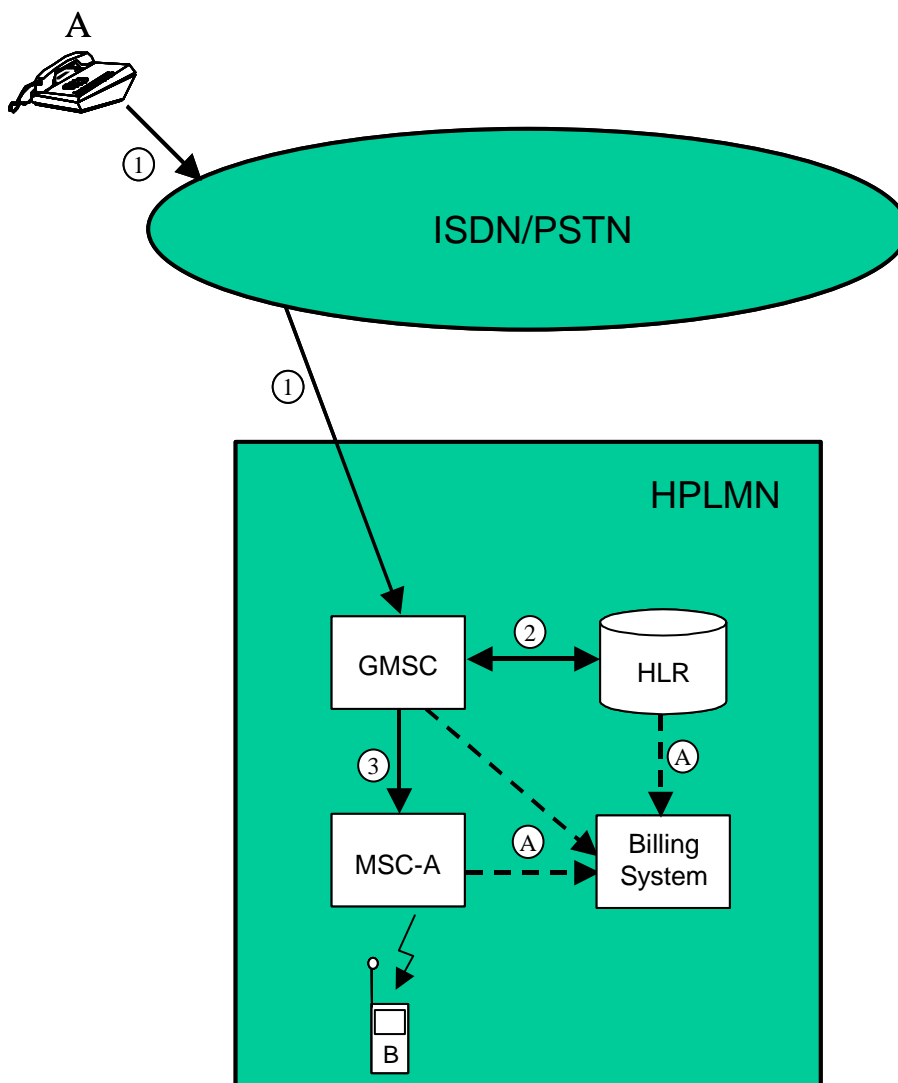 A
1
ISDN/PSTN
1
HPLMN
2
GMSC
HLR
3
A
MSC-A
A
Billing
System
B